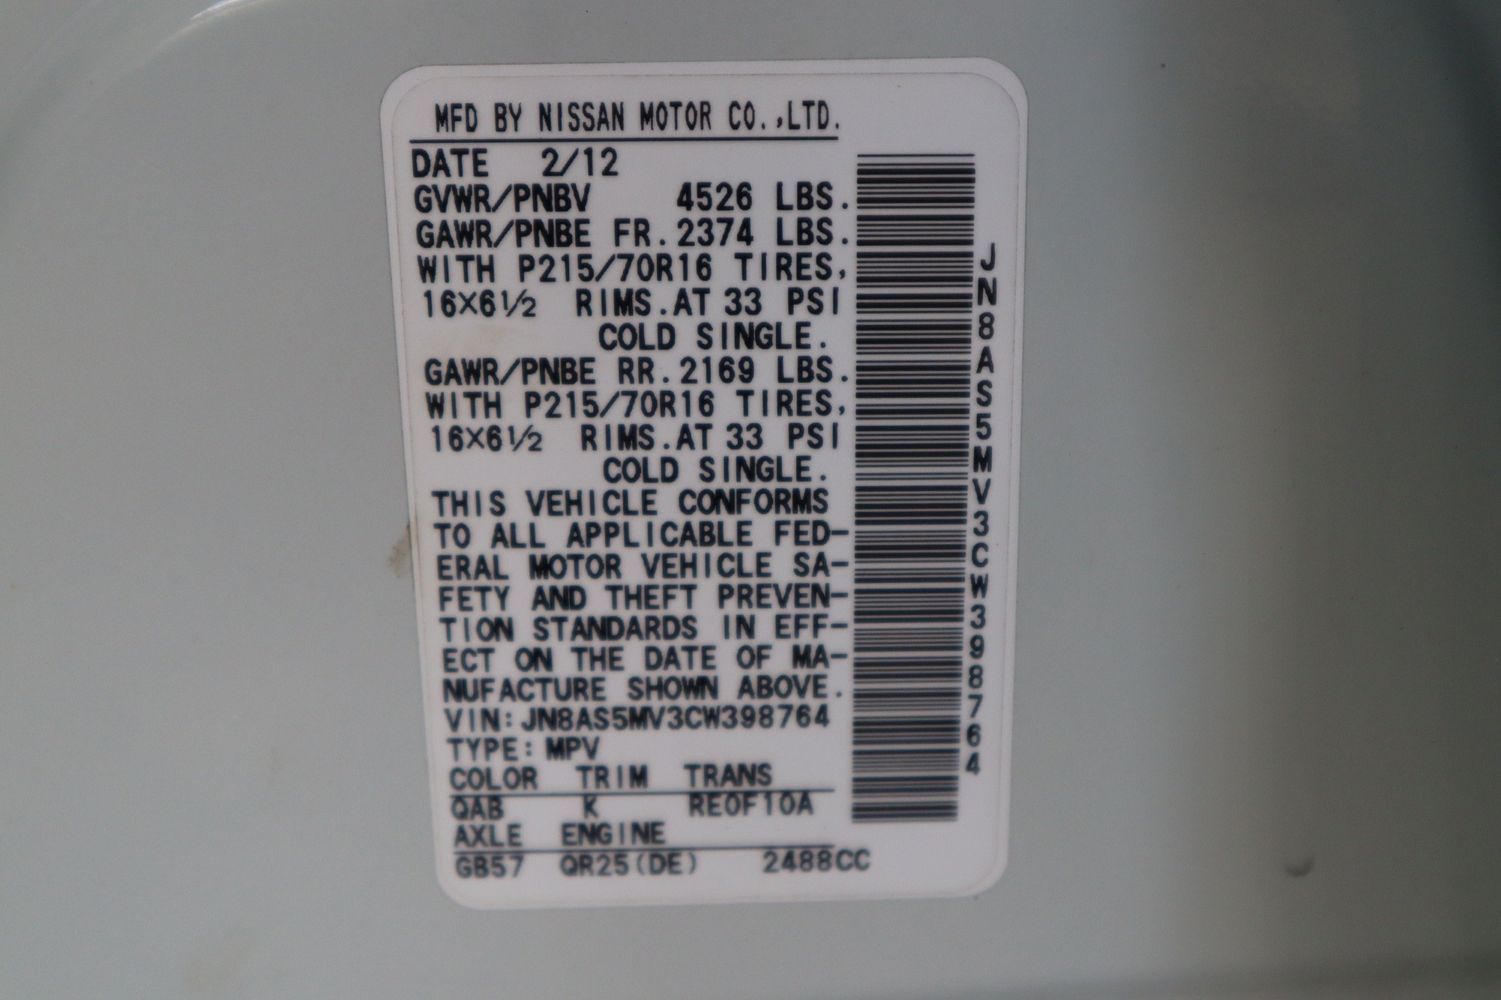 MFD BY NISSAN MOTOR CO.,LTD.
DATE 2/12
GVWR/PNBV 4526 LBS.
GAWR/PNBE FR. 2374 LBS.
WITH P215/70R16 TIRES,
16×6½ RIMS. AT 33 PSI
COLD SINGLE.
GAWR/PNBE RR. 2169 LBS.
WITH P215/70R16 TIRES,
16×6½ RIMS. AT 33 PSI
COLD SINGLE.
THIS VEHICLE CONFORMS
TO ALL APPLICABLE FED-
ERAL MOTOR VEHICLE SA-
FETY AND THEFT PREVEN-
TION STANDARDS IN EFF-
ECT ON THE DATE OF MA-
NUFACTURE SHOWN ABOVE.
VIN: JN8AS5MV3CW398764
TYPE: MPV
COLOR TRIM TRANS
QAB K RE0F10A
AXLE ENGINE
GB57 QR25(DE) 2488CC
JN8AS5MV3CW398764